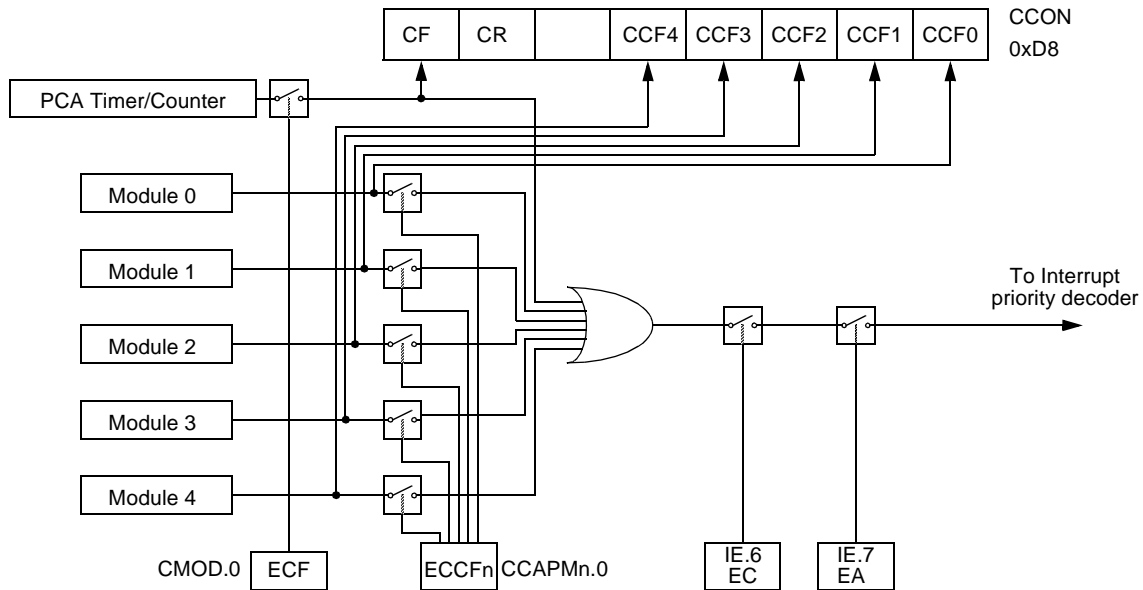 CF CR CCF4 CCF3 CCF2 CCF1 CCF0 CCON
0xD8
PCA Timer/Counter
Module 0
Module 1
To Interrupt
priority decoder
Module 2
Module 3
Module 4
CMOD.0 ECF ECCFn CCAPMn.0
IE.6
EC
IE.7
EA